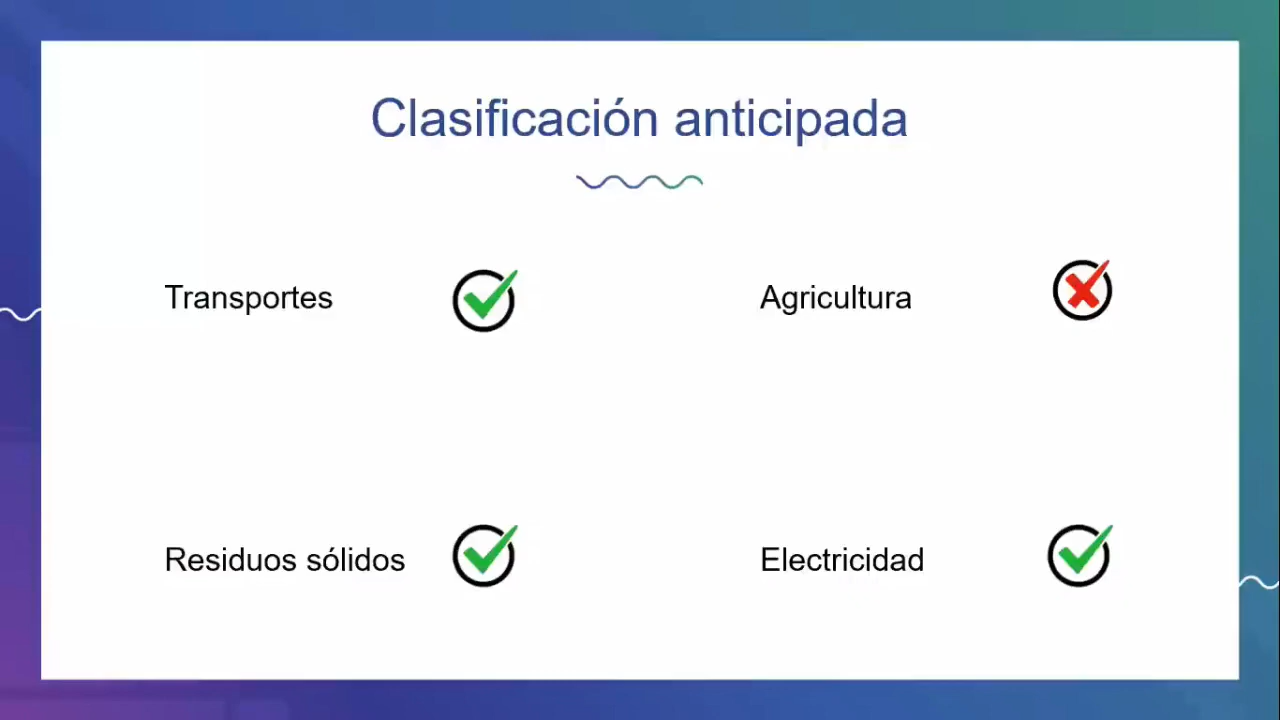 Clasificación anticipada
Transportes
Agricultura
Residuos sólidos
Electricidad